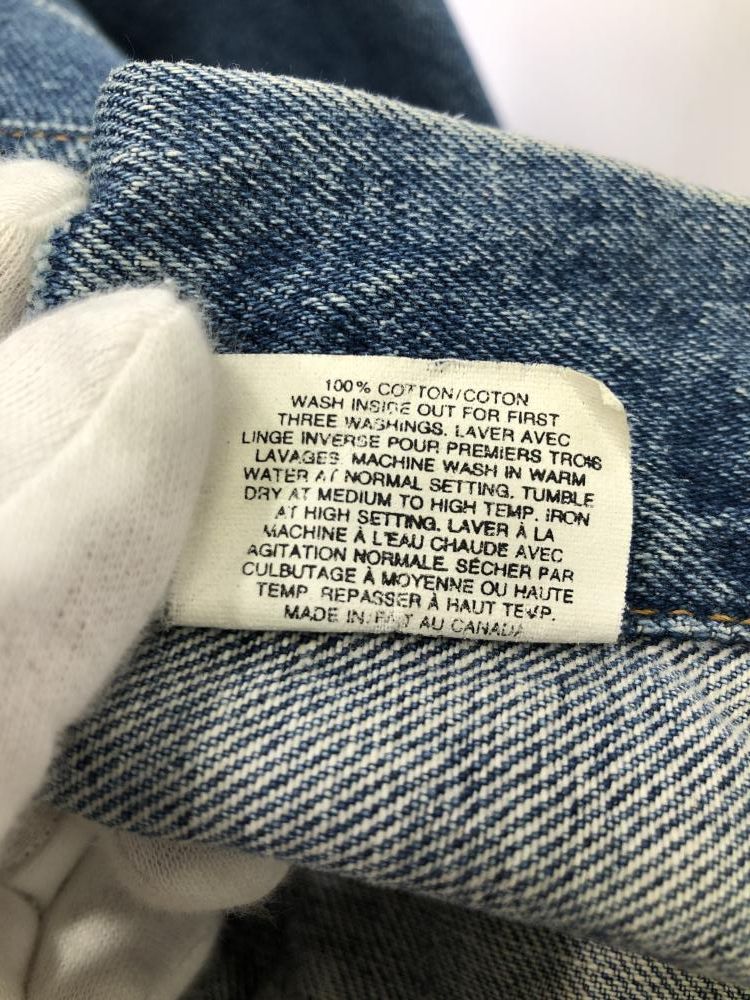 100% COTTON/COTON
WASH INSIDE OUT FOR FIRST
THREE WASHINGS. LAVER AVEC
LINGE INVERSE POUR PREMIERS TROIS
LAVAGES. MACHINE WASH IN WARM
WATER AT NORMAL SETTING. TUMBLE
DRY AT MEDIUM TO HIGH TEMP. IRON
AT HIGH SETTING. LAVER À LA
MACHINE À L'EAU CHAUDE AVEC
AGITATION NORMALE. SÉCHER PAR
CULBUTAGE À MOYENNE OU HAUTE
TEMP. REPASSER À HAUT TEMP.
MADE IN/FAIT AU CANADA